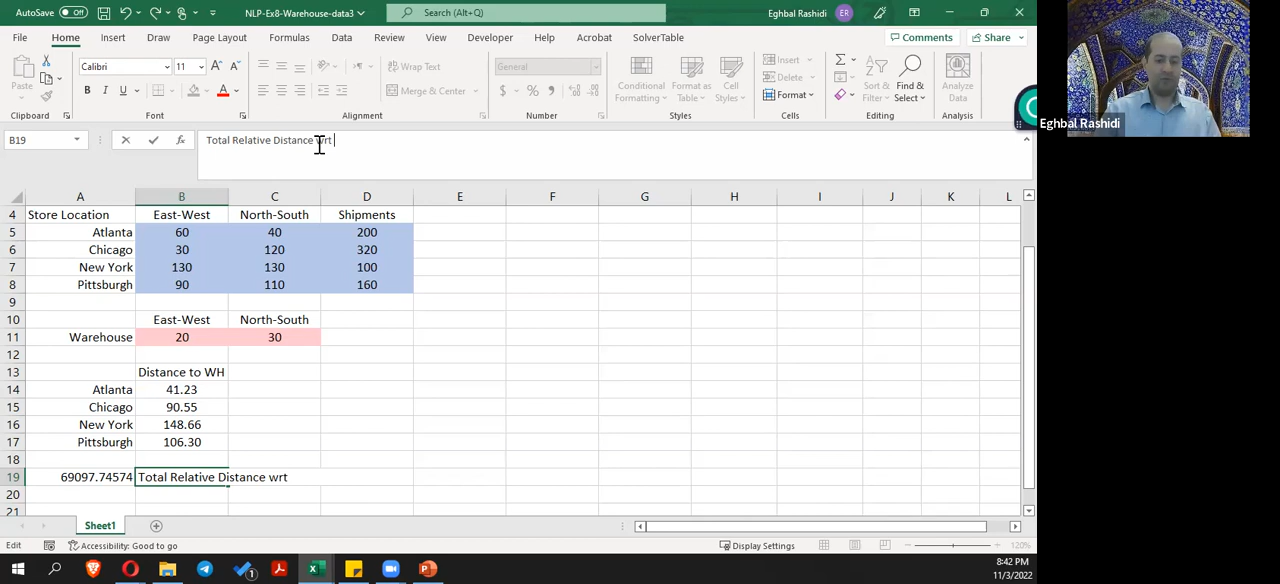 AutoSave Off NLP-Ex8-Warehouse-data3 Search (Alt+Q) Eghbal Rashidi ER
File Home Insert Draw Page Layout Formulas Data Review View Developer Help Acrobat SolverTable Comments Share
Paste Calibri 11 A A Wrap Text General Conditional Formatting Format as Table Cell Styles Insert Delete Format Sort & Filter Find & Select Analyze Data
B I U A Merge & Center $ % 9
Clipboard Font Alignment Number Styles Cells Editing Analysis
Eghbal Rashidi
B19 fx Total Relative Distance wrt
A B C D E F G H I J K L
4 Store Location East-West North-South Shipments
5 Atlanta 60 40 200
6 Chicago 30 120 320
7 New York 130 130 100
8 Pittsburgh 90 110 160
9
10 East-West North-South
11 Warehouse 20 30
12
13 Distance to WH
14 Atlanta 41.23
15 Chicago 90.55
16 New York 148.66
17 Pittsburgh 106.30
18
19 69097.74574 Total Relative Distance wrt
20
21
Sheet1
Edit Accessibility: Good to go Display Settings 120%
1 8:42 PM
11/3/2022